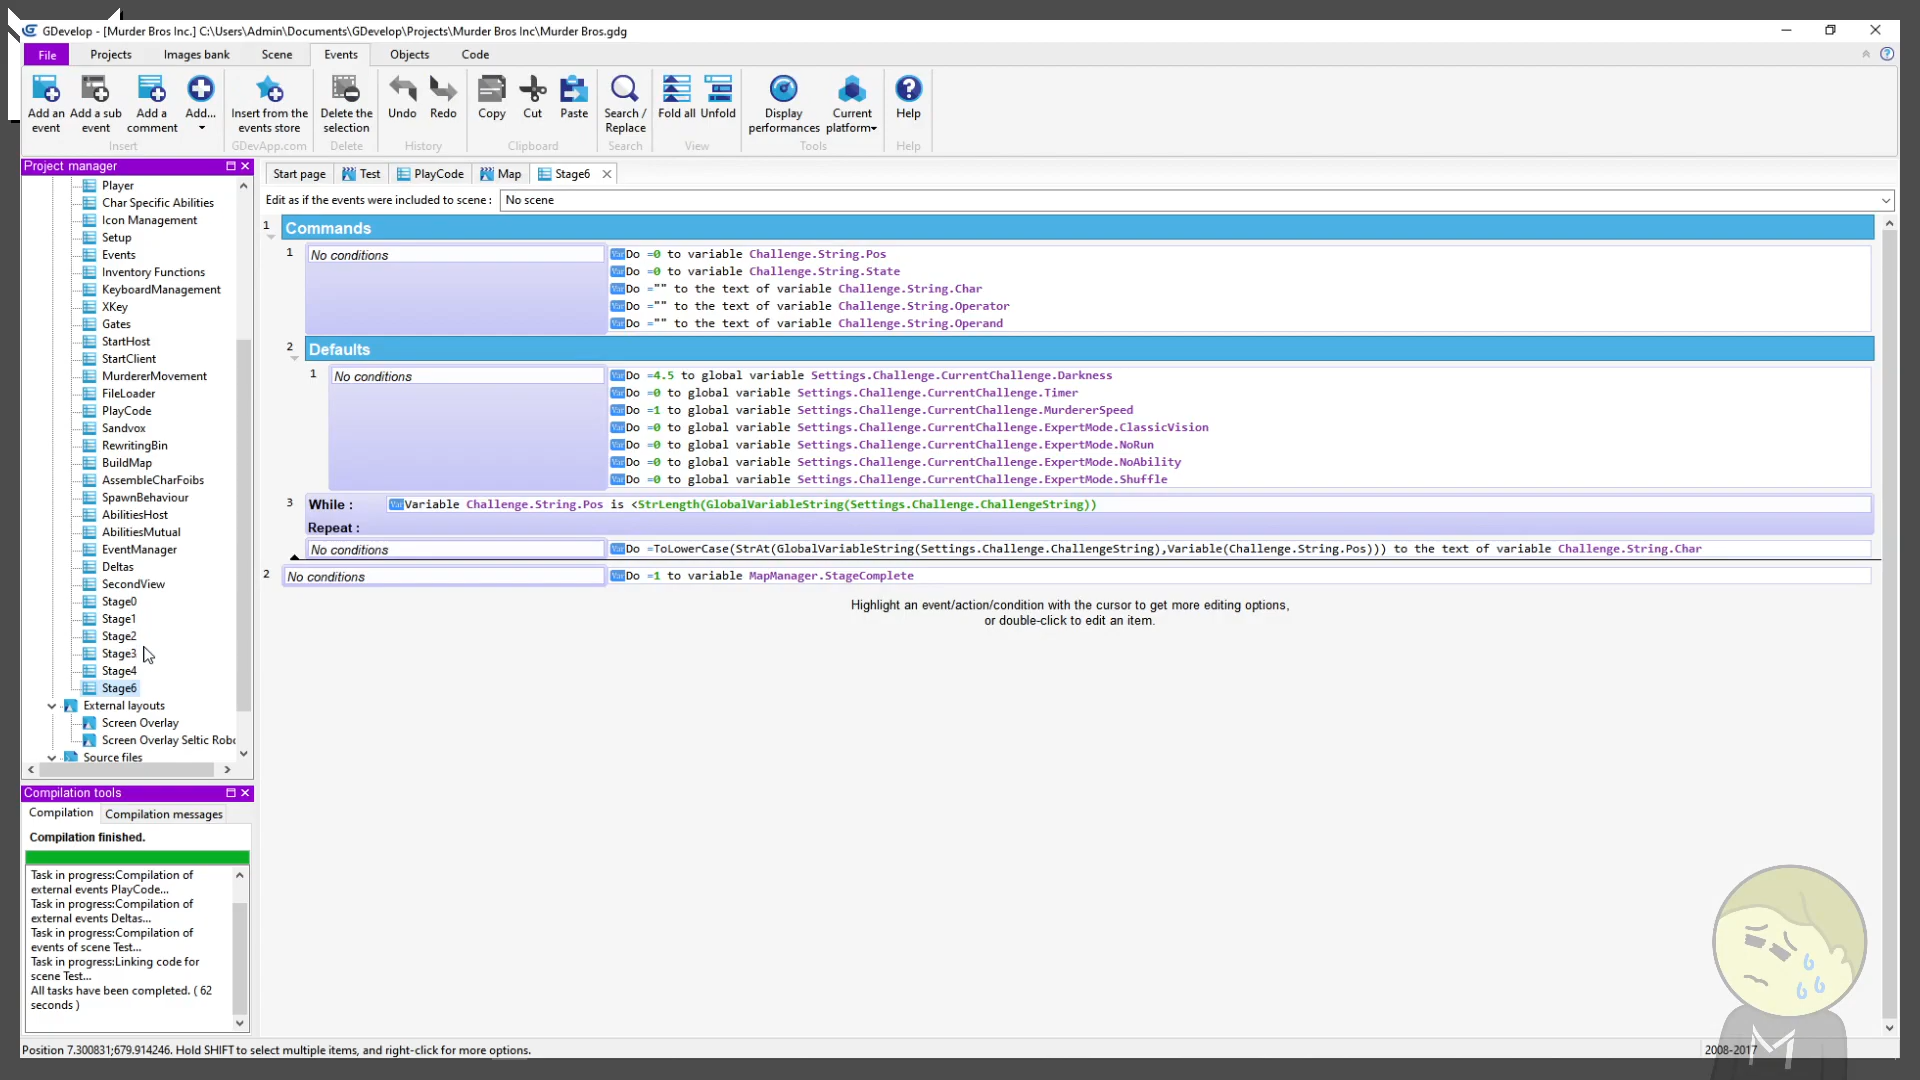 GDevelop - [Murder Bros Inc.] C:\Users\Admin\Documents\GDevelop\Projects\Murder Bros Inc\Murder Bros.gdg
File Projects Images bank Scene Events Objects Code
Add an event
Add a sub event
Add a comment
Add...
Insert from the events store
Delete the selection
Undo
Redo
Copy
Cut
Paste
Search / Replace
Fold all
Unfold
Display performances
Current platform
Help
Insert GDevApp.com Delete History Clipboard Search View Tools Help
Project manager
Player
Char Specific Abilities
Icon Management
Setup
Events
Inventory Functions
KeyboardManagement
XKey
Gates
StartHost
StartClient
MurdererMovement
FileLoader
PlayCode
Sandvox
RewritingBin
BuildMap
AssembleCharFoibs
SpawnBehaviour
AbilitiesHost
AbilitiesMutual
EventManager
Deltas
SecondView
Stage0
Stage1
Stage2
Stage3
Stage4
Stage6
External layouts
Screen Overlay
Screen Overlay Seltic Robo
Source files
Compilation tools
Compilation Compilation messages
Compilation finished.
Task in progress:Compilation of
external events PlayCode...
Task in progress:Compilation of
external events Deltas...
Task in progress:Compilation of
events of scene Test...
Task in progress:Linking code for
scene Test...
All tasks have been completed. ( 62
seconds )
Start page Test PlayCode Map Stage6
Edit as if the events were included to scene : No scene
1 Commands
1 No conditions Var Do =0 to variable Challenge.String.Pos
Var Do =0 to variable Challenge.String.State
Var Do ="" to the text of variable Challenge.String.Char
Var Do ="" to the text of variable Challenge.String.Operator
Var Do ="" to the text of variable Challenge.String.Operand
2 Defaults
1 No conditions Var Do =4.5 to global variable Settings.Challenge.CurrentChallenge.Darkness
Var Do =0 to global variable Settings.Challenge.CurrentChallenge.Timer
Var Do =1 to global variable Settings.Challenge.CurrentChallenge.MurdererSpeed
Var Do =0 to global variable Settings.Challenge.CurrentChallenge.ExpertMode.ClassicVision
Var Do =0 to global variable Settings.Challenge.CurrentChallenge.ExpertMode.NoRun
Var Do =0 to global variable Settings.Challenge.CurrentChallenge.ExpertMode.NoAbility
Var Do =0 to global variable Settings.Challenge.CurrentChallenge.ExpertMode.Shuffle
3 While : Var Variable Challenge.String.Pos is <StrLength(GlobalVariableString(Settings.Challenge.ChallengeString))
Repeat :
No conditions Var Do =ToLowerCase(StrAt(GlobalVariableString(Settings.Challenge.ChallengeString),Variable(Challenge.String.Pos))) to the text of variable Challenge.String.Char
2 No conditions Var Do =1 to variable MapManager.StageComplete
Highlight an event/action/condition with the cursor to get more editing options,
or double-click to edit an item.
Position 7.300831;679.914246. Hold SHIFT to select multiple items, and right-click for more options. 2008-2017